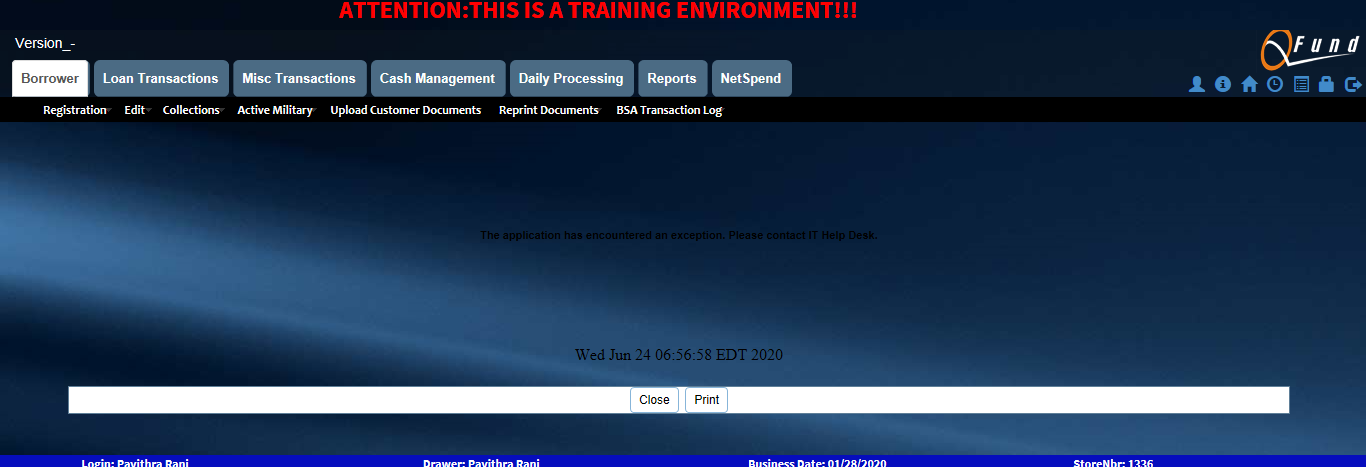 ATTENTION:THIS IS A TRAINING ENVIRONMENT!!!
Version_-
QFund
Borrower Loan Transactions Misc Transactions Cash Management Daily Processing Reports NetSpend
Registration Edit Collections Active Military Upload Customer Documents Reprint Documents BSA Transaction Log
The application has encountered an exception. Please contact IT Help Desk.
Wed Jun 24 06:56:58 EDT 2020
Close Print
Login: Pavithra Rani Drawer: Pavithra Rani Business Date: 01/28/2020 StoreNbr: 1336